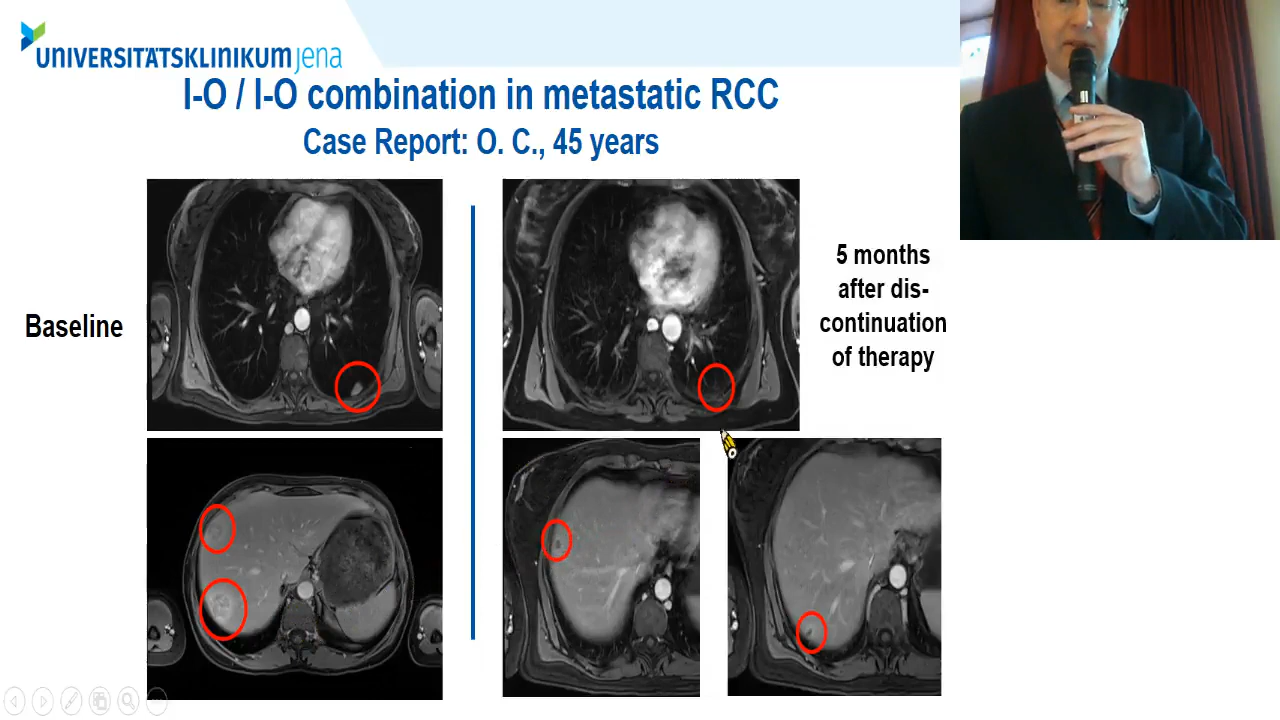 UNIVERSITÄTSKLINIKUM jena
I-O / I-O combination in metastatic RCC
Case Report: O. C., 45 years
Baseline
5 months
after dis-
continuation
of therapy